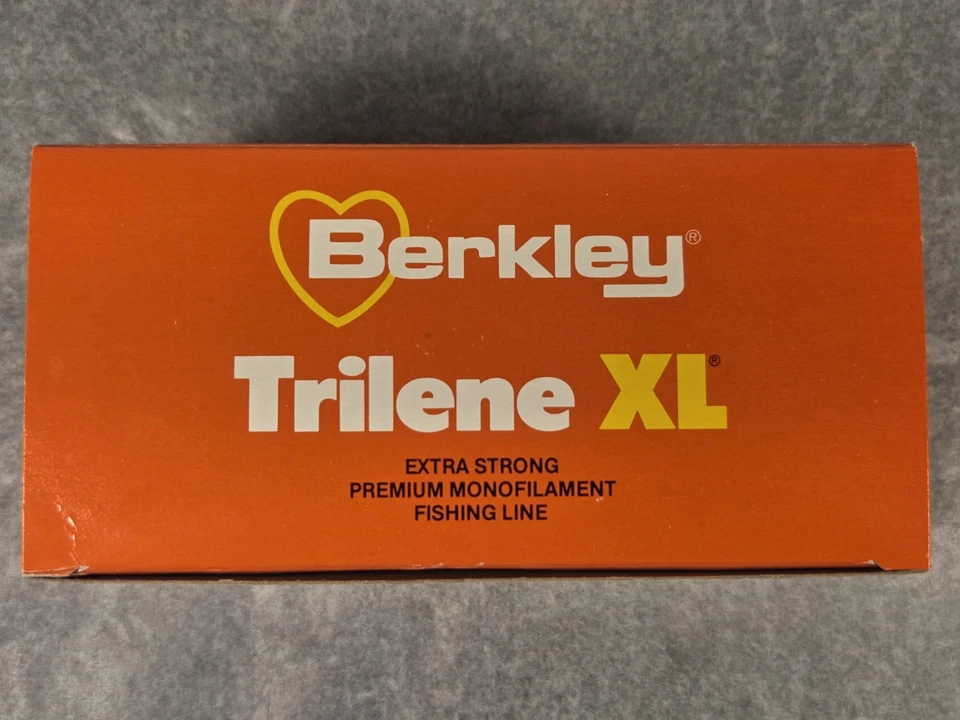 Berkley®
Trilene XL®
EXTRA STRONG
PREMIUM MONOFILAMENT
FISHING LINE